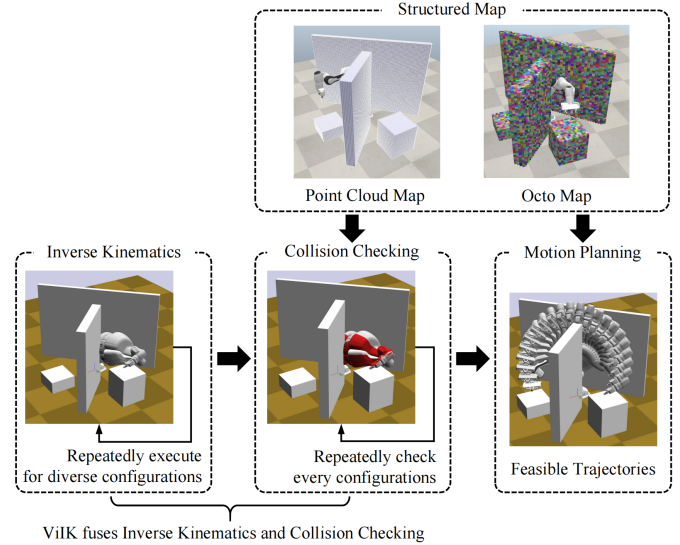 Structured Map
Point Cloud Map
Octo Map
Inverse Kinematics
Repeatedly execute
for diverse configurations
Collision Checking
Repeatedly check
every configurations
Motion Planning
Feasible Trajectories
ViIK fuses Inverse Kinematics and Collision Checking